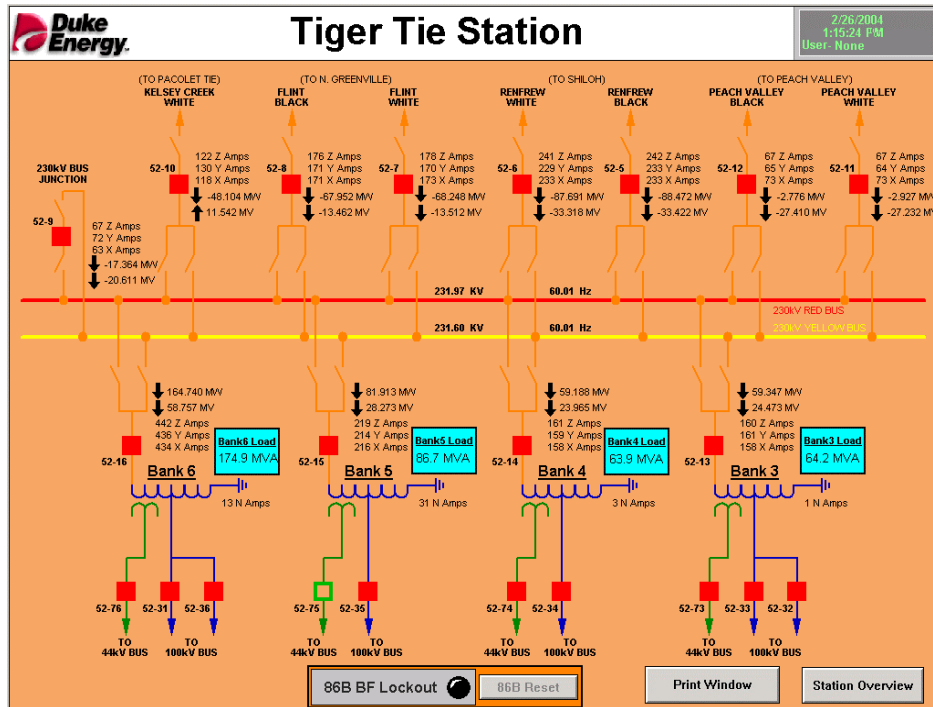 Duke
Energy.
Tiger Tie Station
2/26/2004
1:15:24 PM
User- None
(TO PACOLET TIE)
KELSEY CREEK
WHITE
(TO N. GREENVILLE)
FLINT
BLACK
FLINT
WHITE
(TO SHILOH)
RENFREW
WHITE
RENFREW
BLACK
(TO PEACH VALLEY)
PEACH VALLEY
BLACK
PEACH VALLEY
WHITE
230kV BUS
JUNCTION
52-9
67 Z Amps
72 Y Amps
63 X Amps
-17.364 MW
-20.611 MV
52-10
122 Z Amps
130 Y Amps
118 X Amps
-48.104 MW
11.542 MV
52-8
176 Z Amps
171 Y Amps
171 X Amps
-67.952 MW
-13.462 MV
52-7
178 Z Amps
170 Y Amps
173 X Amps
-68.248 MW
-13.512 MV
52-6
241 Z Amps
229 Y Amps
233 X Amps
-87.691 MW
-33.318 MV
52-5
242 Z Amps
233 Y Amps
233 X Amps
-88.472 MW
-33.422 MV
52-12
67 Z Amps
65 Y Amps
73 X Amps
-2.776 MW
-27.410 MV
52-11
67 Z Amps
64 Y Amps
73 X Amps
-2.927 MW
-27.232 MV
231.97 KV 60.01 Hz
230kV RED BUS
231.60 KV 60.01 Hz
230kV YELLOW BUS
164.740 MW
58.757 MV
442 Z Amps
436 Y Amps
434 X Amps
52-16
Bank6 Load
174.9 MVA
Bank 6
13 N Amps
81.913 MW
28.273 MV
219 Z Amps
214 Y Amps
216 X Amps
52-15
Bank5 Load
86.7 MVA
Bank 5
31 N Amps
59.188 MW
23.965 MV
161 Z Amps
159 Y Amps
158 X Amps
52-14
Bank4 Load
63.9 MVA
Bank 4
3 N Amps
59.347 MW
24.473 MV
160 Z Amps
161 Y Amps
158 X Amps
52-13
Bank3 Load
64.2 MVA
Bank 3
1 N Amps
52-76 52-31 52-36
TO
44kV BUS
TO
100kV BUS
52-75 52-35
TO
44kV BUS
TO
100kV BUS
52-74 52-34
TO
44kV BUS
TO
100kV BUS
52-73 52-33 52-32
TO
44kV BUS
TO
100kV BUS
86B BF Lockout
86B Reset
Print Window
Station Overview